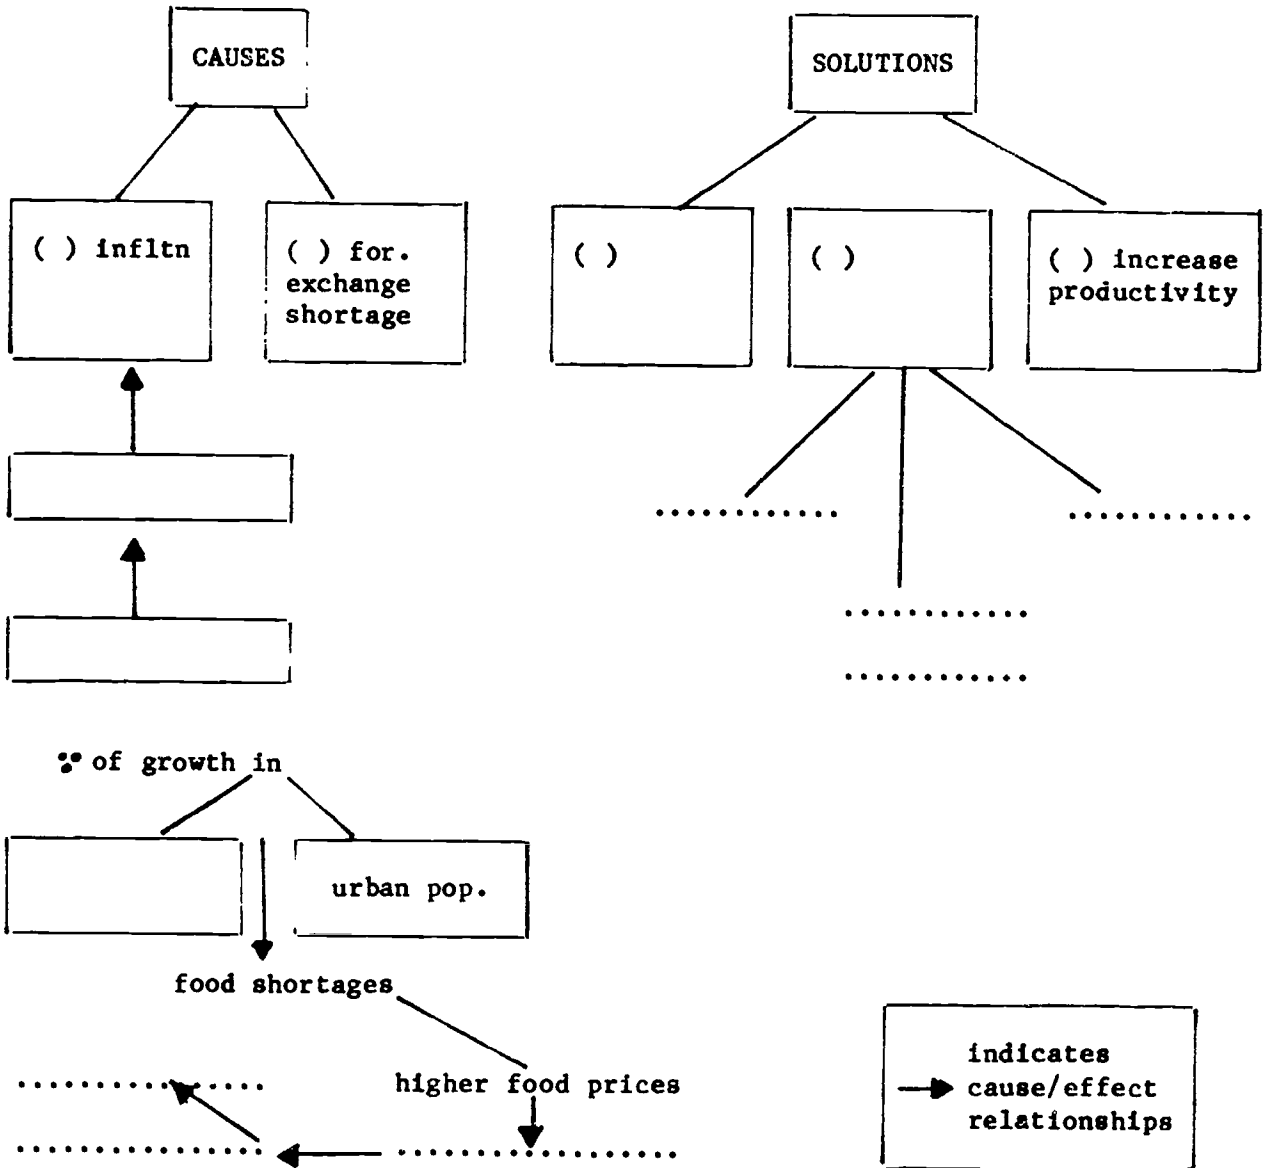 CAUSES
SOLUTIONS
( ) infltn
( ) for.
exchange
shortage
( )
( )
( ) increase
productivity
of growth in
urban pop.
food shortages
higher food prices
indicates
cause/effect
relationships